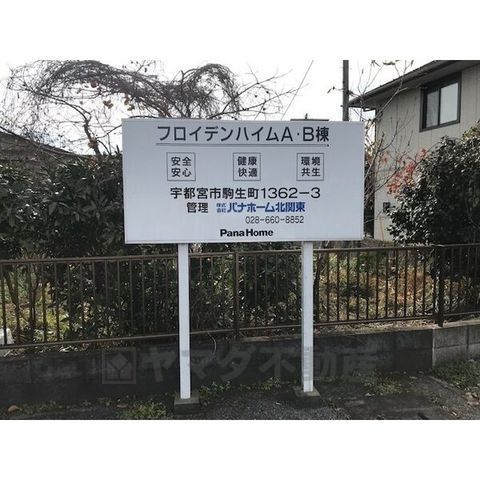 フロイデンハイムA・B棟
安全 健康 環境
安心 快適 共生
宇都宮市駒生町1362-3
管理 株式会社 パナホーム北関東
028-660-8852
PanaHome
ヤマダ不動産